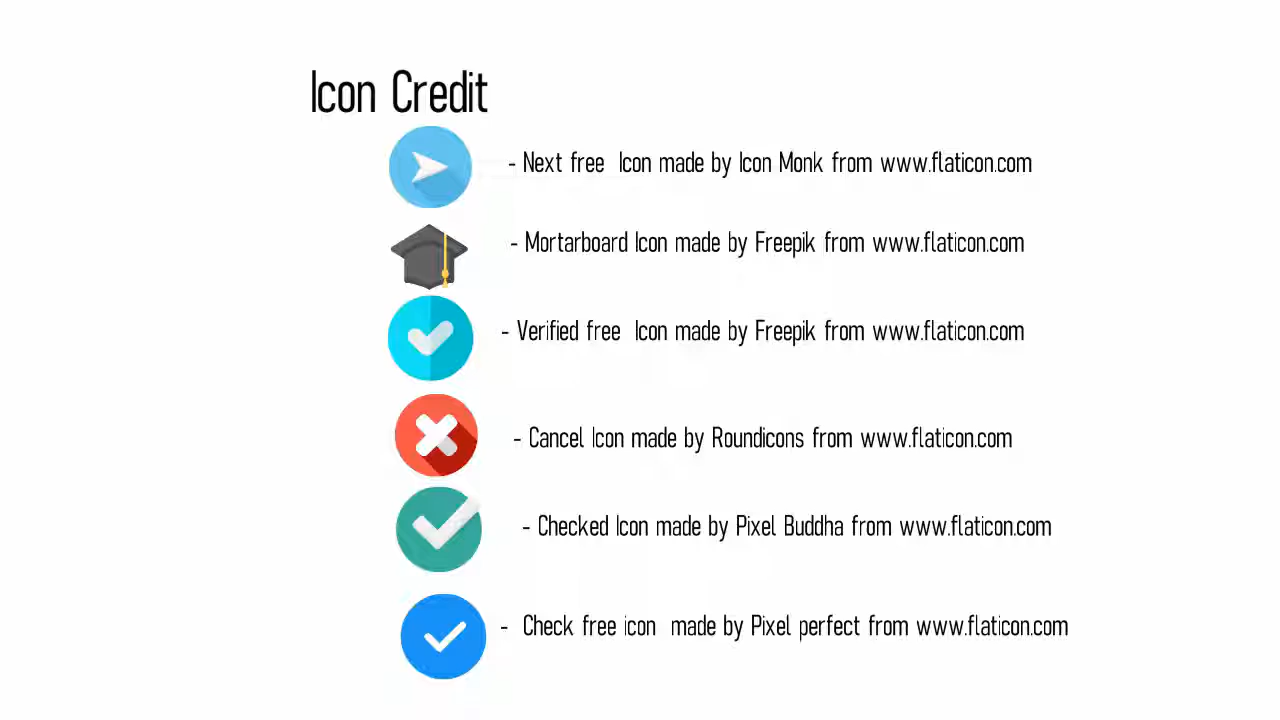 Icon Credit
- Next free Icon made by Icon Monk from www.flaticon.com
- Mortarboard Icon made by Freepik from www.flaticon.com
- Verified free Icon made by Freepik from www.flaticon.com
- Cancel Icon made by Roundicons from www.flaticon.com
- Checked Icon made by Pixel Buddha from www.flaticon.com
- Check free icon made by Pixel perfect from www.flaticon.com